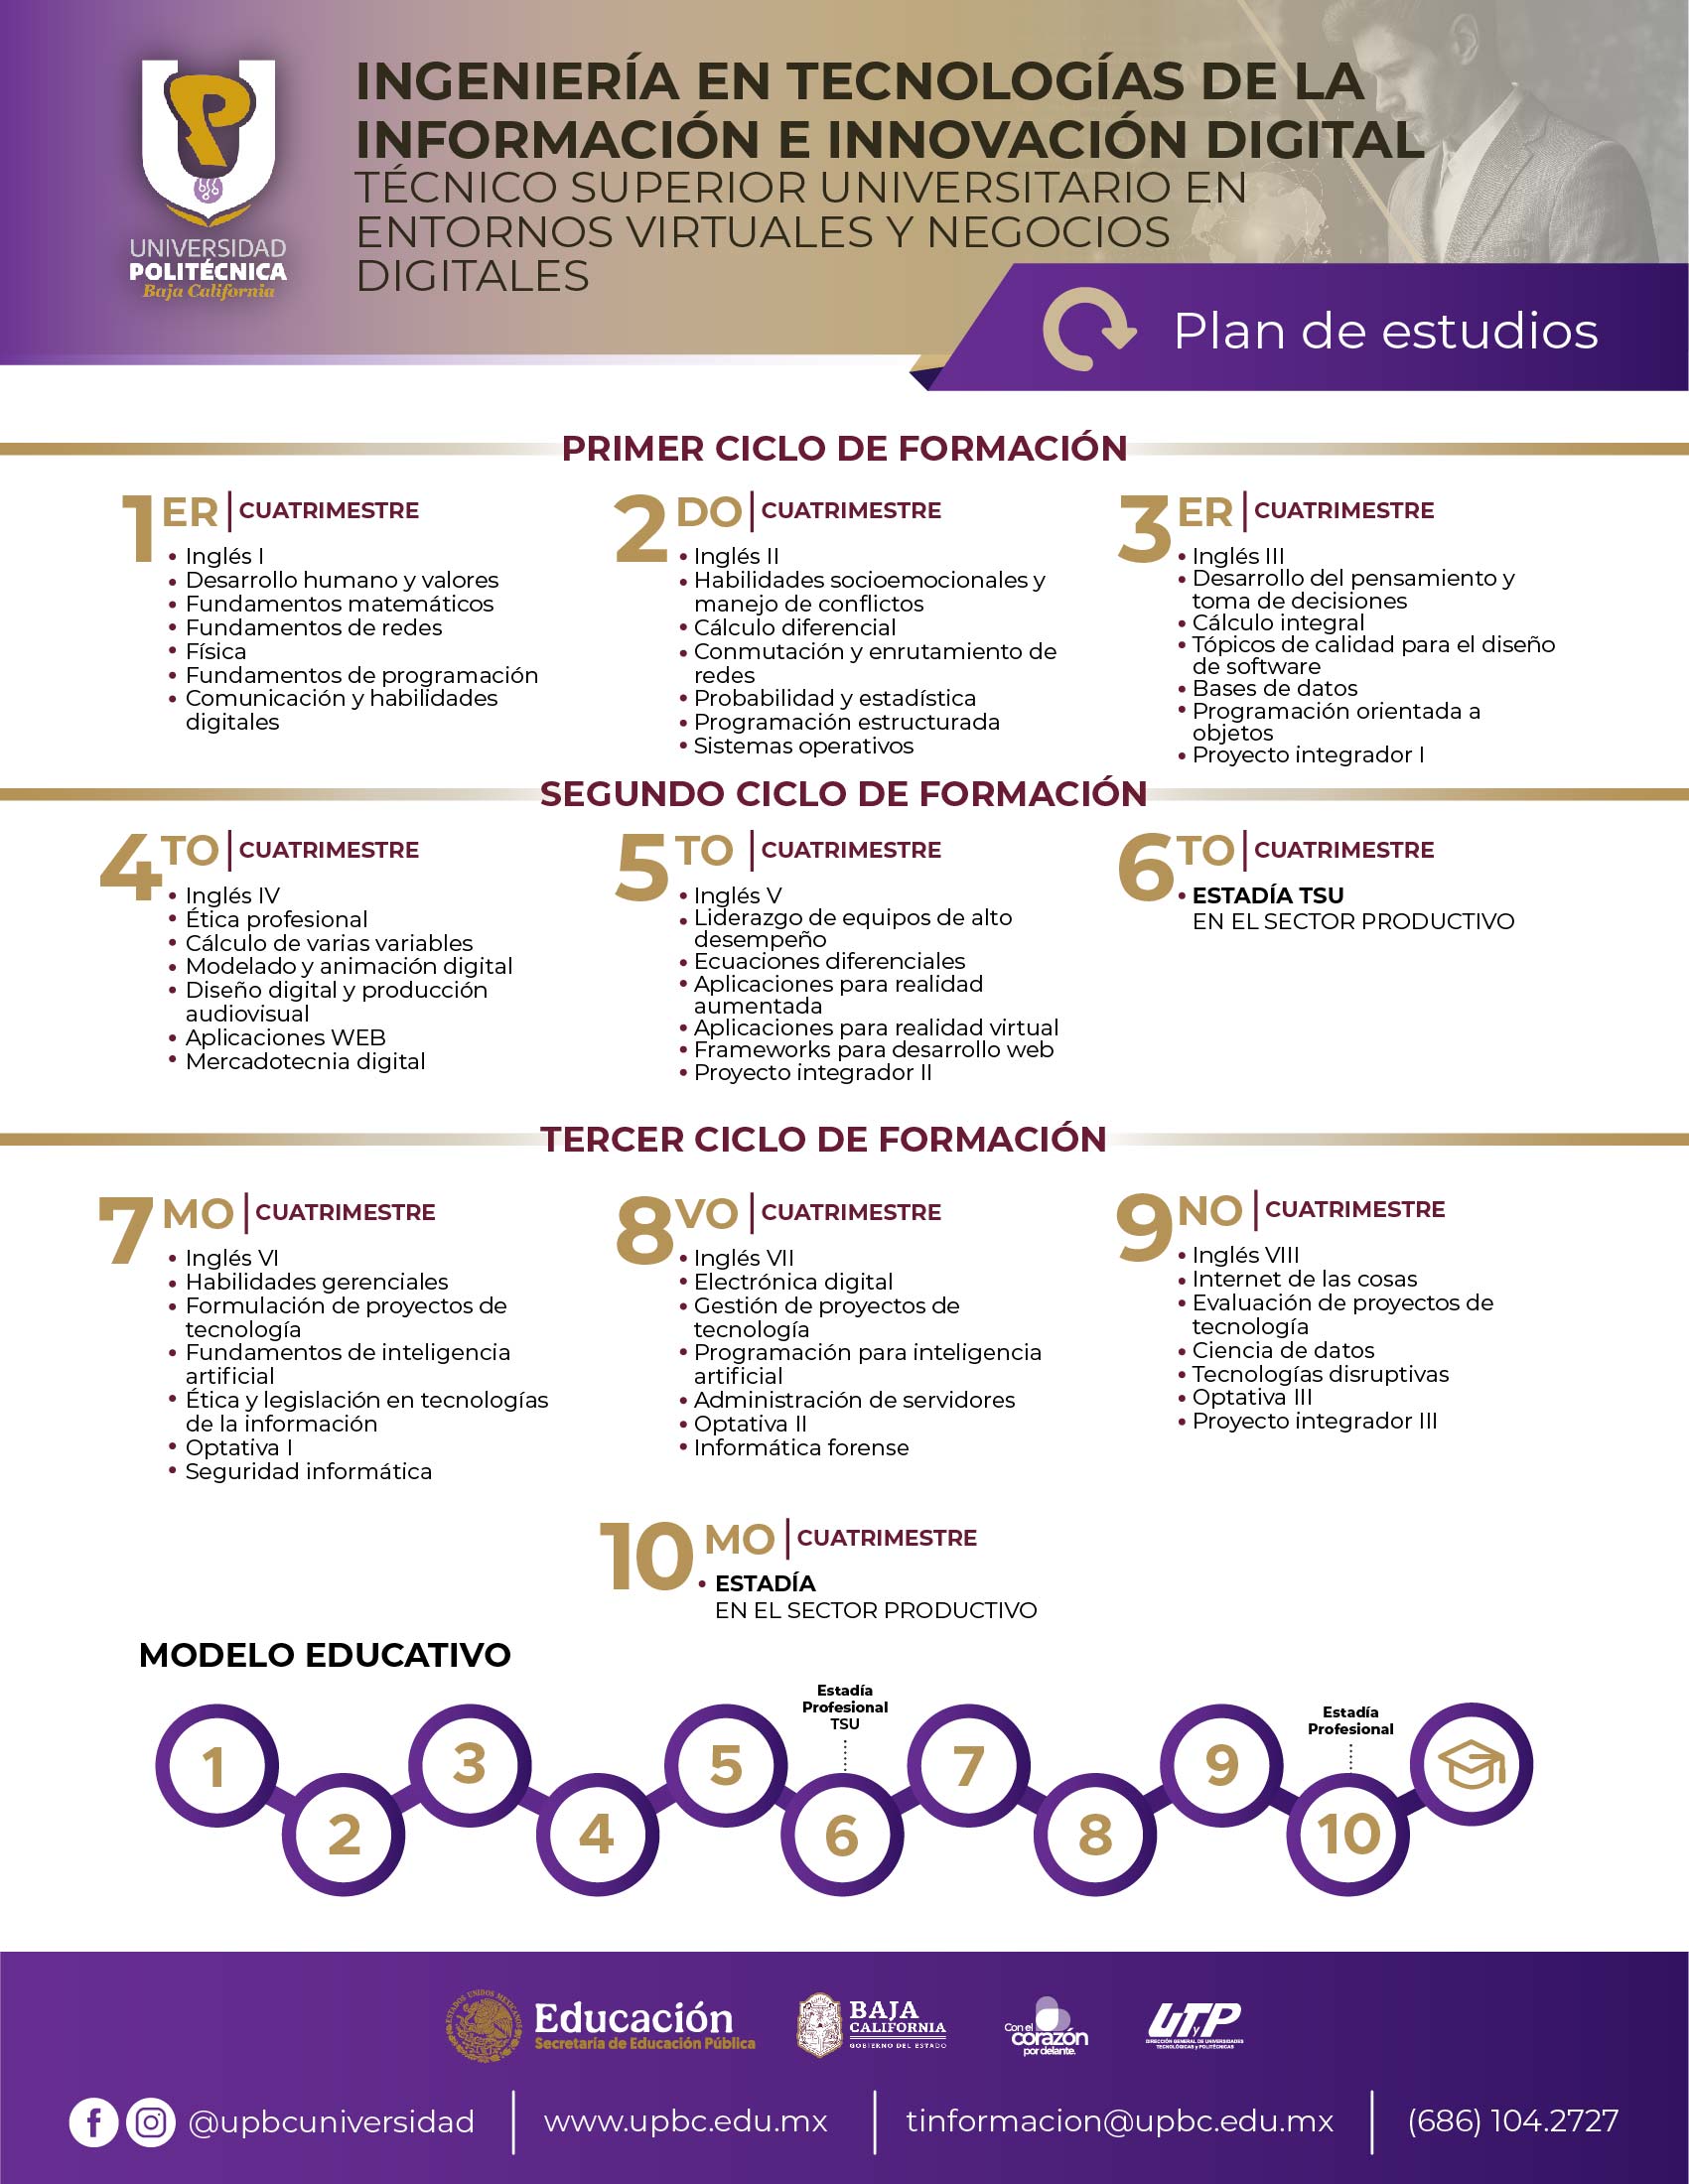 INGENIERÍA EN TECNOLOGÍAS DE LA
INFORMACIÓN E INNOVACIÓN DIGITAL
TÉCNICO SUPERIOR UNIVERSITARIO EN
ENTORNOS VIRTUALES Y NEGOCIOS
DIGITALES
UNIVERSIDAD
POLITÉCNICA
Baja California
Plan de estudios
PRIMER CICLO DE FORMACIÓN
1ER | CUATRIMESTRE
• Inglés I
• Desarrollo humano y valores
• Fundamentos matemáticos
• Fundamentos de redes
• Física
• Fundamentos de programación
• Comunicación y habilidades
digitales
2DO | CUATRIMESTRE
• Inglés II
• Habilidades socioemocionales y
manejo de conflictos
• Cálculo diferencial
• Conmutación y enrutamiento de
redes
• Probabilidad y estadística
• Programación estructurada
• Sistemas operativos
3ER | CUATRIMESTRE
• Inglés III
• Desarrollo del pensamiento y
toma de decisiones
• Cálculo integral
• Tópicos de calidad para el diseño
de software
• Bases de datos
• Programación orientada a
objetos
• Proyecto integrador I
SEGUNDO CICLO DE FORMACIÓN
4TO | CUATRIMESTRE
• Inglés IV
• Ética profesional
• Cálculo de varias variables
• Modelado y animación digital
• Diseño digital y producción
audiovisual
• Aplicaciones WEB
• Mercadotecnia digital
5TO | CUATRIMESTRE
• Inglés V
• Liderazgo de equipos de alto
desempeño
• Ecuaciones diferenciales
• Aplicaciones para realidad
aumentada
• Aplicaciones para realidad virtual
• Frameworks para desarrollo web
• Proyecto integrador II
6TO | CUATRIMESTRE
• ESTADÍA TSU
EN EL SECTOR PRODUCTIVO
TERCER CICLO DE FORMACIÓN
7MO | CUATRIMESTRE
• Inglés VI
• Habilidades gerenciales
• Formulación de proyectos de
tecnología
• Fundamentos de inteligencia
artificial
• Ética y legislación en tecnologías
de la información
• Optativa I
• Seguridad informática
8VO | CUATRIMESTRE
• Inglés VII
• Electrónica digital
• Gestión de proyectos de
tecnología
• Programación para inteligencia
artificial
• Administración de servidores
• Optativa II
• Informática forense
9NO | CUATRIMESTRE
• Inglés VIII
• Internet de las cosas
• Evaluación de proyectos de
tecnología
• Ciencia de datos
• Tecnologías disruptivas
• Optativa III
• Proyecto integrador III
10MO | CUATRIMESTRE
• ESTADÍA
EN EL SECTOR PRODUCTIVO
MODELO EDUCATIVO
1
2
3
4
5
Estadía
Profesional
TSU
6
7
8
9
Estadía
Profesional
10
ESTADOS UNIDOS MEXICANOS
Educación
Secretaría de Educación Pública
BAJA
CALIFORNIA
GOBIERNO DEL ESTADO
Con el
corazón
por delante.
UTyP
DIRECCIÓN GENERAL DE UNIVERSIDADES
TECNOLÓGICAS y POLITÉCNICAS
@upbcuniversidad
www.upbc.edu.mx
tinformacion@upbc.edu.mx
(686) 104.2727